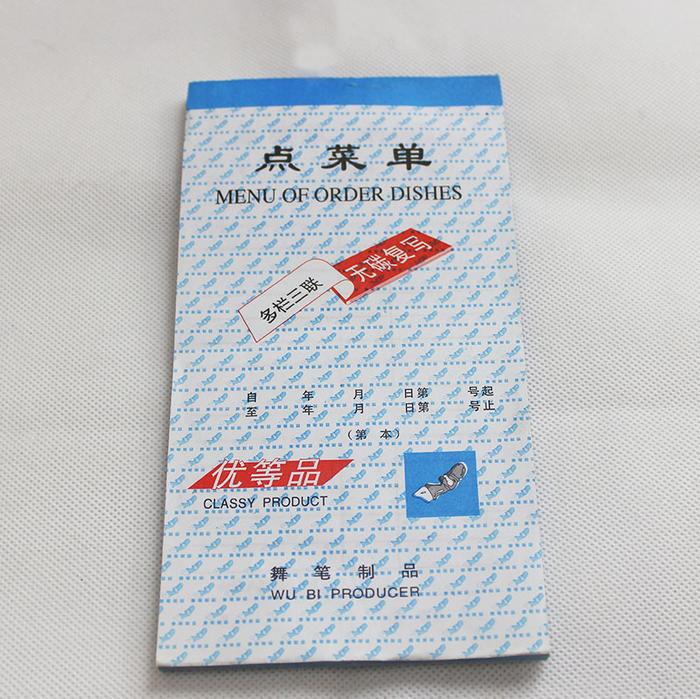 点菜单
MENU OF ORDER DISHES
多栏三联 无碳复写
自 年 月 日第 号起
至 年 月 日第 号止
(第 本)
优等品
CLASSY PRODUCT
舞笔制品
WU BI PRODUCER